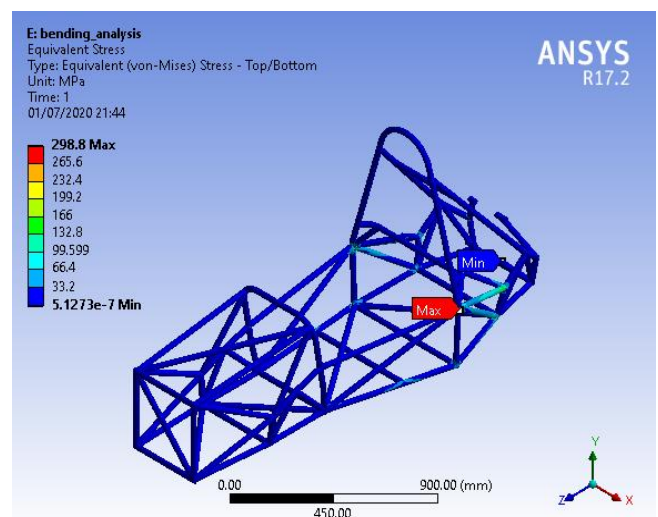 E: bending_analysis
Equivalent Stress
Type: Equivalent (von-Mises) Stress - Top/Bottom
Unit: MPa
Time: 1
01/07/2020 21:44
ANSYS
R17.2
298.8 Max
265.6
232.4
199.2
166
132.8
99.599
66.4
33.2
5.1273e-7 Min
Min
Max
0.00
900.00 (mm)
450.00
Y
Z
X